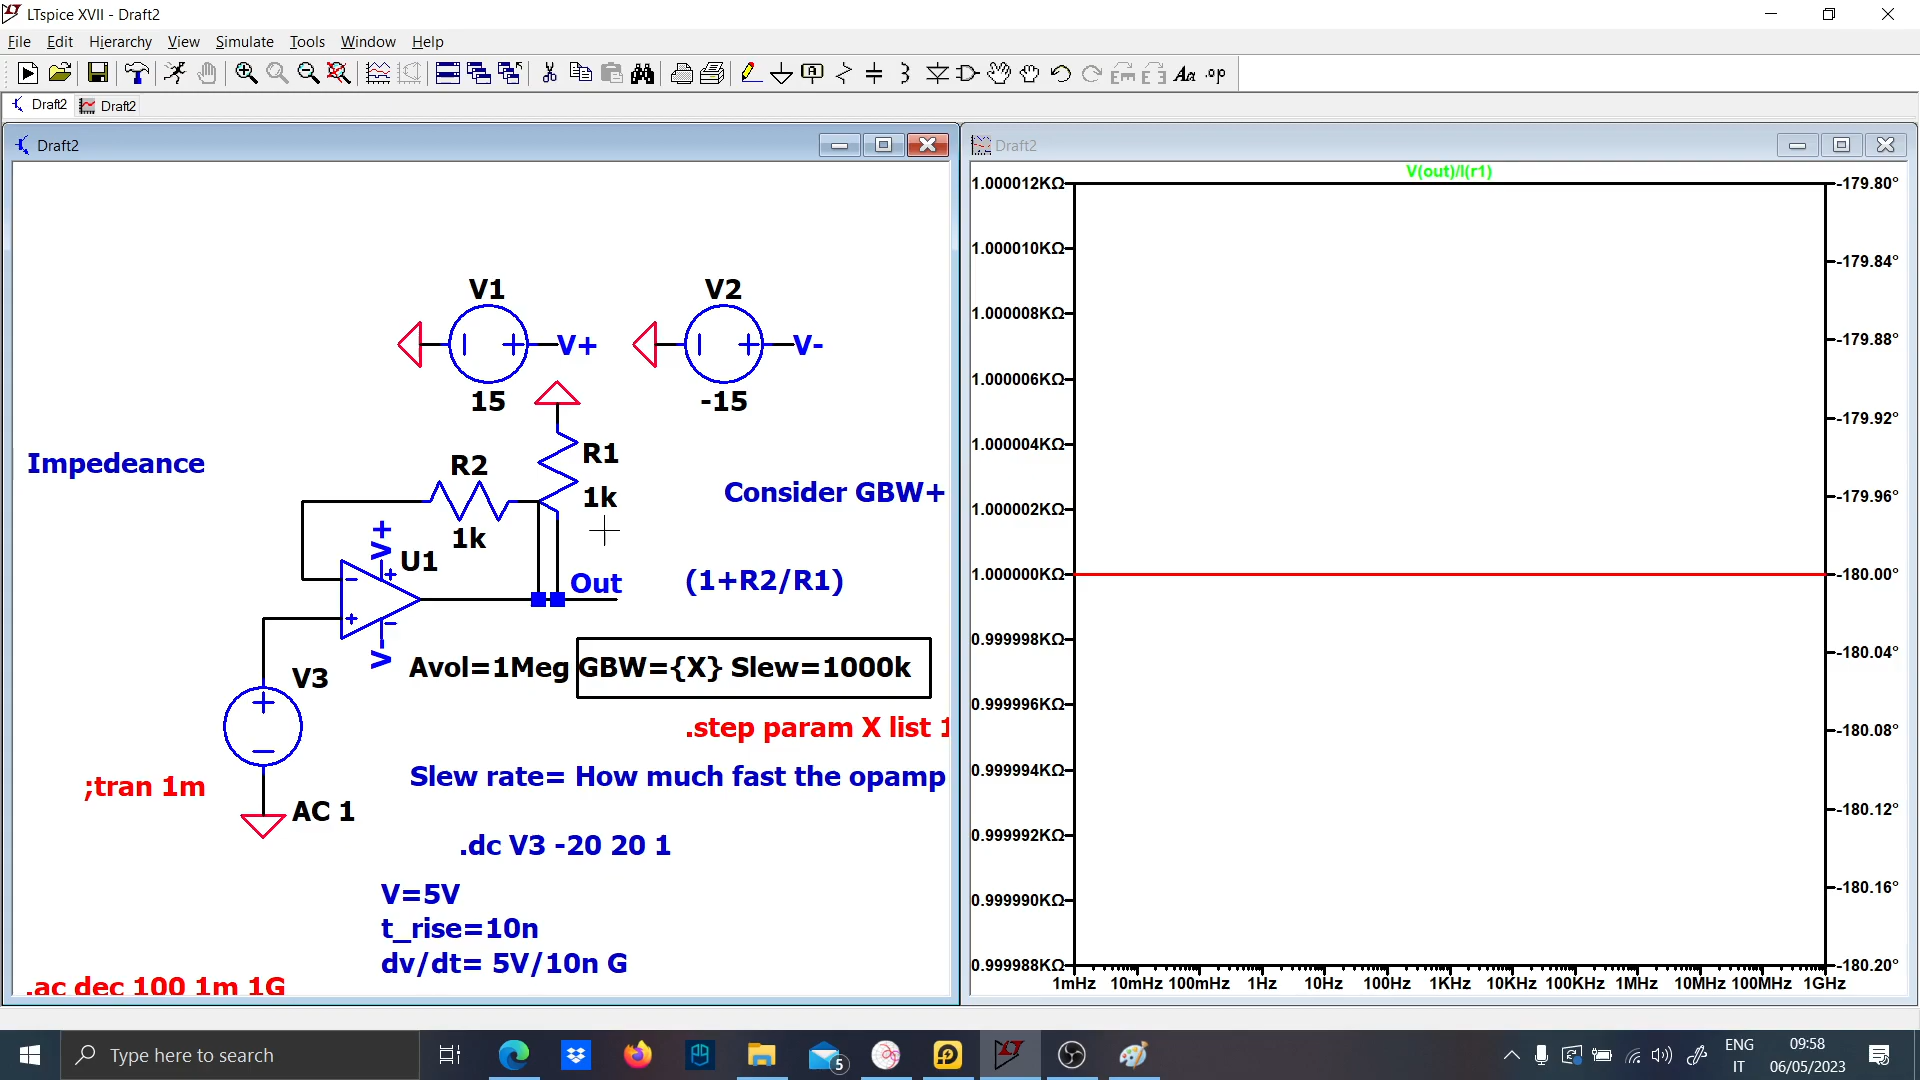 LTspice XVII - Draft2
File Edit Hierarchy View Simulate Tools Window Help
.op
Draft2 Draft2
Draft2
V1
V+
15
V2
V-
-15
Impedeance
R2
1k
R1
1k
Consider GBW+
V+
U1
Out
(1+R2/R1)
V-
Avol=1Meg GBW={X} Slew=1000k
V3
.step param X list 1
Slew rate= How much fast the opamp
;tran 1m
AC 1
.dc V3 -20 20 1
V=5V
t_rise=10n
dv/dt= 5V/10n G
.ac dec 100 1m 1G
Draft2
V(out)/I(r1)
1.000012KΩ
1.000010KΩ
1.000008KΩ
1.000006KΩ
1.000004KΩ
1.000002KΩ
1.000000KΩ
0.999998KΩ
0.999996KΩ
0.999994KΩ
0.999992KΩ
0.999990KΩ
0.999988KΩ
-179.80°
-179.84°
-179.88°
-179.92°
-179.96°
-180.00°
-180.04°
-180.08°
-180.12°
-180.16°
-180.20°
1mHz 10mHz 100mHz 1Hz 10Hz 100Hz 1KHz 10KHz 100KHz 1MHz 10MHz 100MHz 1GHz
Type here to search
5
ENG
IT
09:58
06/05/2023